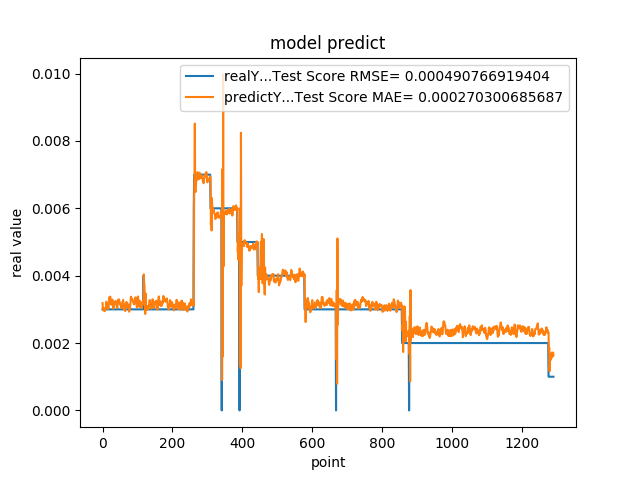 model predict
realY...Test Score RMSE= 0.000490766919404
predictY...Test Score MAE= 0.000270300685687
0.010
0.008
0.006
0.004
0.002
0.000
real value
0 200 400 600 800 1000 1200
point